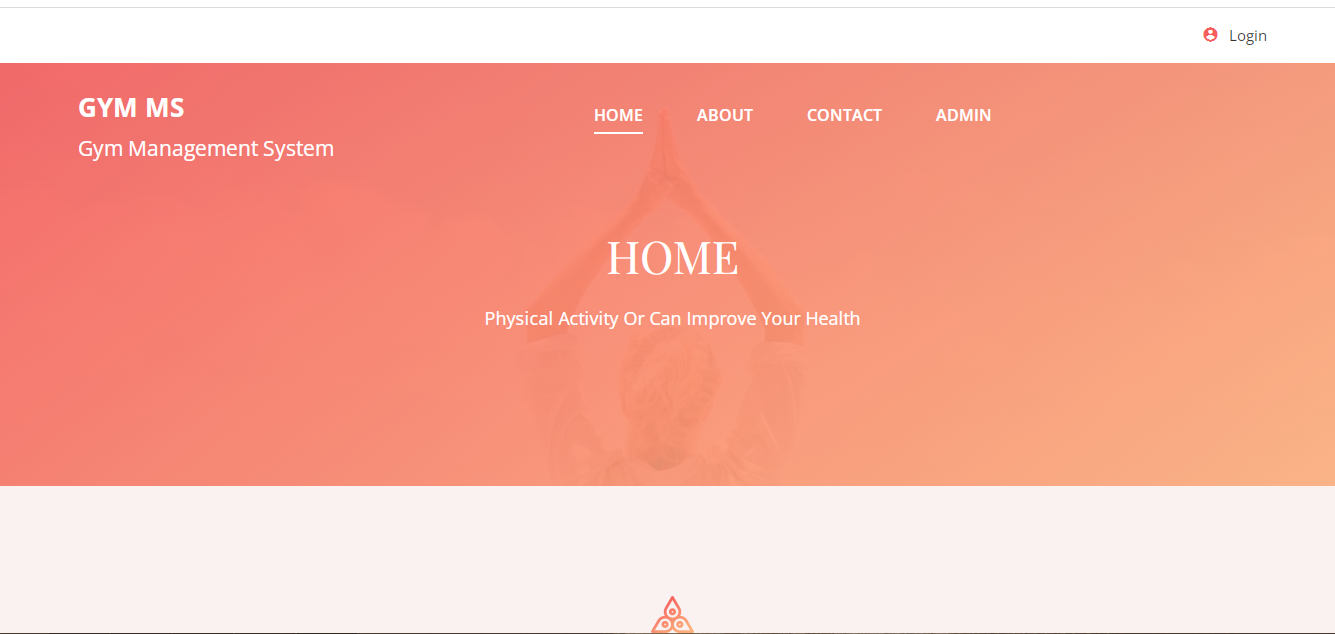 Login
GYM MS
Gym Management System
HOME ABOUT CONTACT ADMIN
HOME
Physical Activity Or Can Improve Your Health